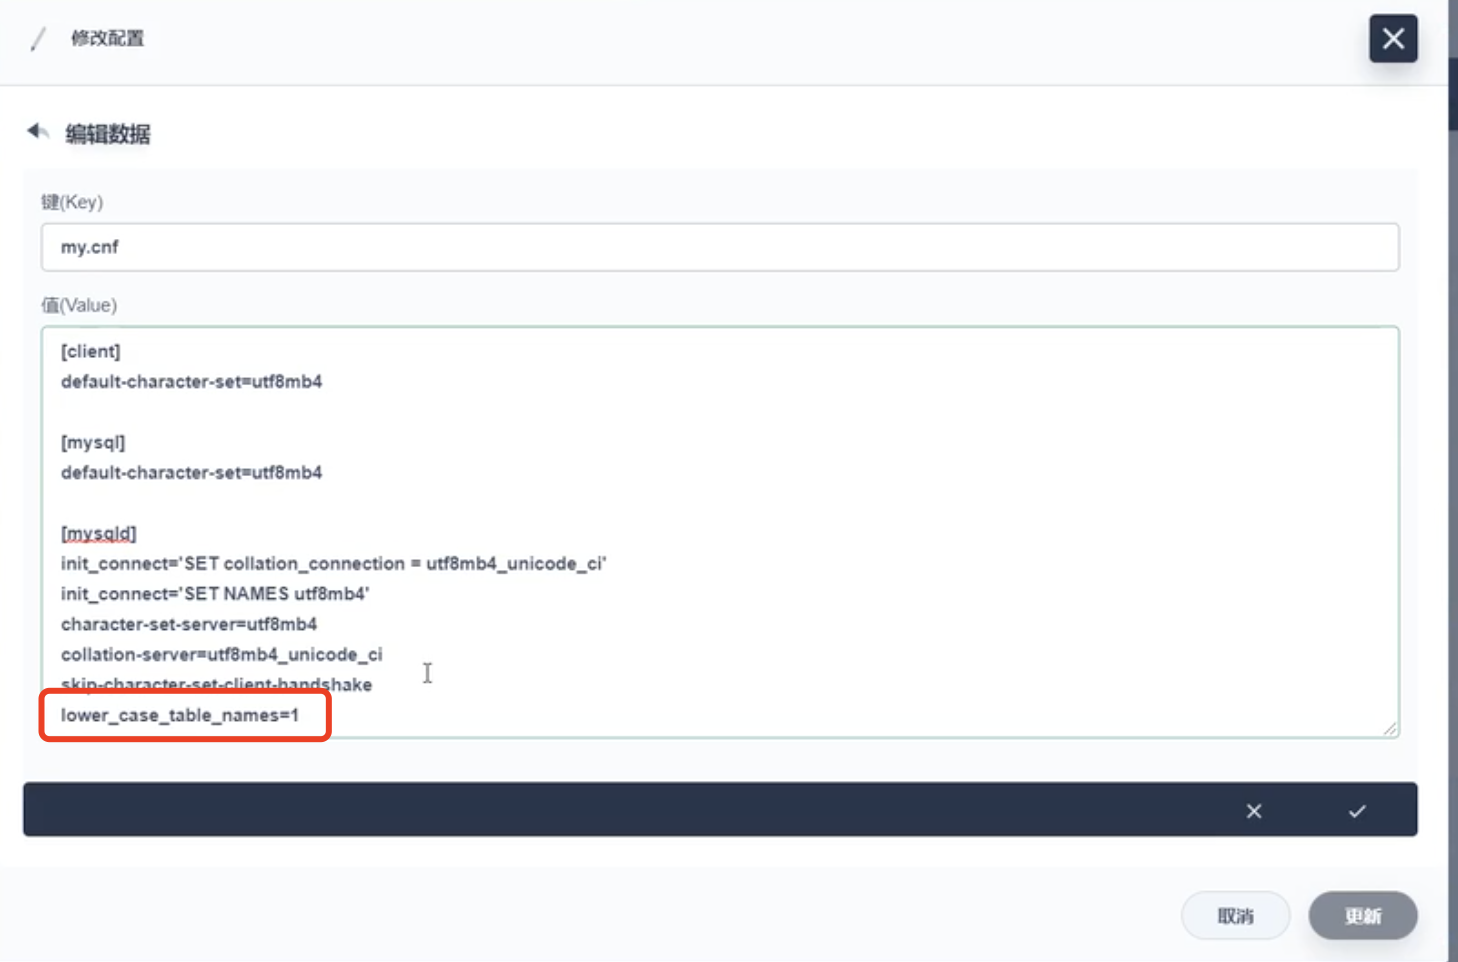 修改配置
编辑数据
键(Key)
my.cnf
值(Value)
[client]
default-character-set=utf8mb4
[mysql]
default-character-set=utf8mb4
[mysqld]
init_connect='SET collation_connection = utf8mb4_unicode_ci'
init_connect='SET NAMES utf8mb4'
character-set-server=utf8mb4
collation-server=utf8mb4_unicode_ci
skip-character-set-client-handshake
lower_case_table_names=1
取消
更新